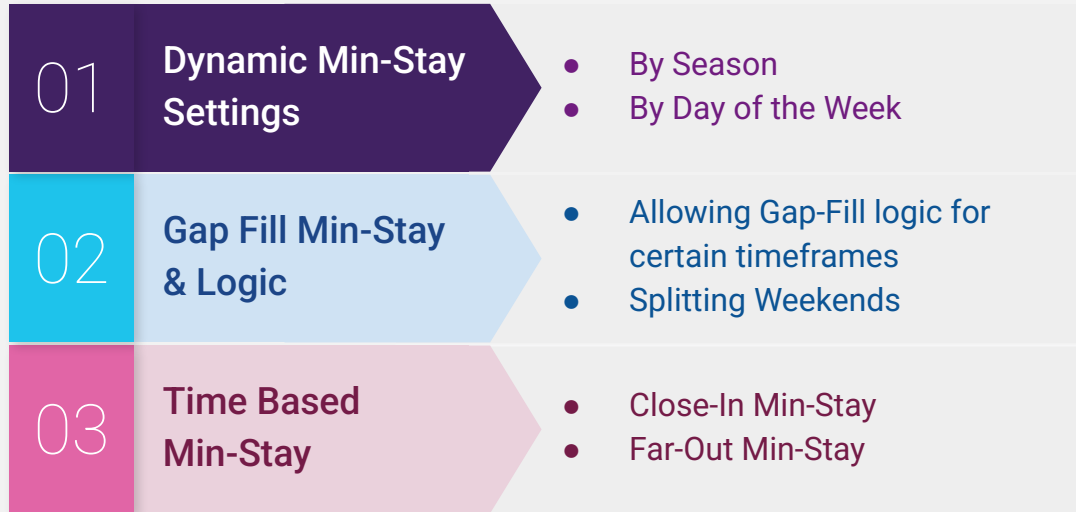 01
Dynamic Min-Stay
Settings
● By Season
● By Day of the Week
02
Gap Fill Min-Stay
& Logic
● Allowing Gap-Fill logic for
certain timeframes
● Splitting Weekends
03
Time Based
Min-Stay
● Close-In Min-Stay
● Far-Out Min-Stay